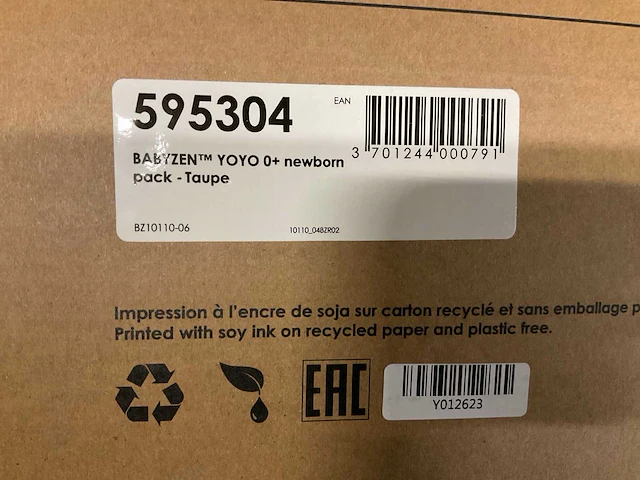 595304
EAN
3 701244 000791
BABYZEN™ YOYO 0+ newborn
pack - Taupe
BZ10110-06
10110_04BZR02
Impression à l'encre de soja sur carton recyclé et sans emballage p
Printed with soy ink on recycled paper and plastic free.
EAC
Y012623